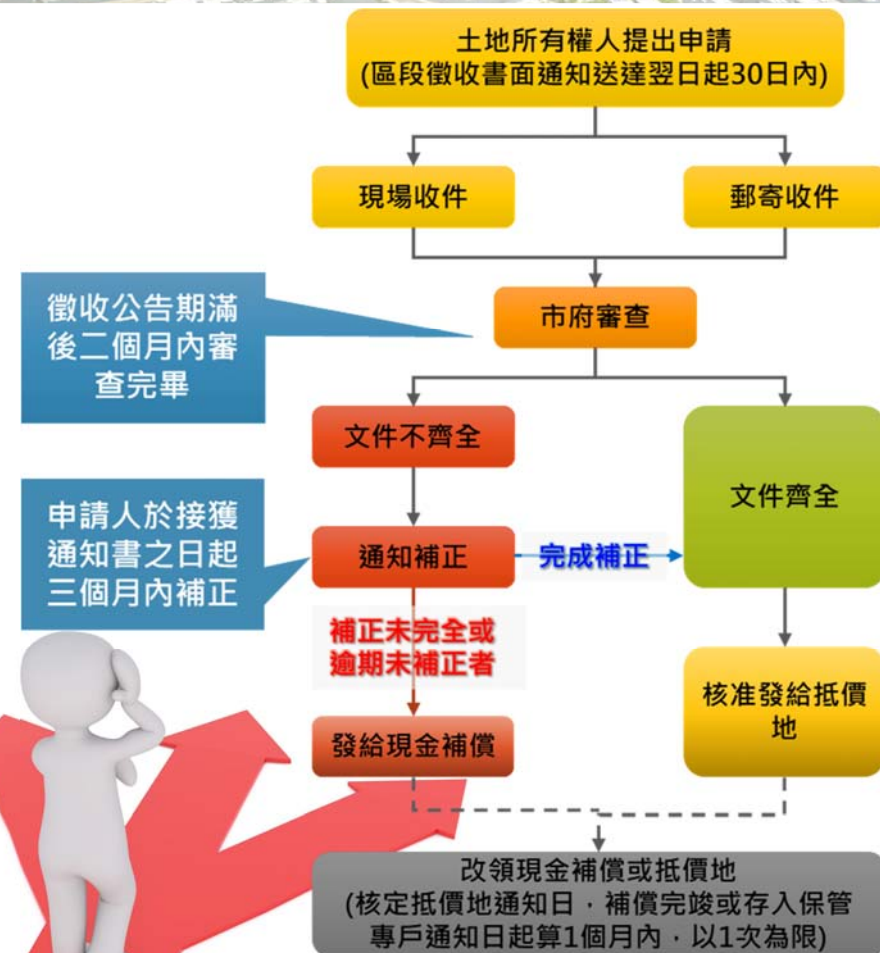 土地所有權人提出申請
(區段徵收書面通知送達翌日起30日內)
現場收件
郵寄收件
徵收公告期滿
後二個月內審
查完畢
市府審查
文件不齊全
文件齊全
申請人於接獲
通知書之日起
三個月內補正
通知補正
完成補正
補正未完全或
逾期未補正者
核准發給抵價
地
發給現金補償
改領現金補償或抵價地
(核定抵價地通知日，補償完竣或存入保管
專戶通知日起算1個月內，以1次為限)